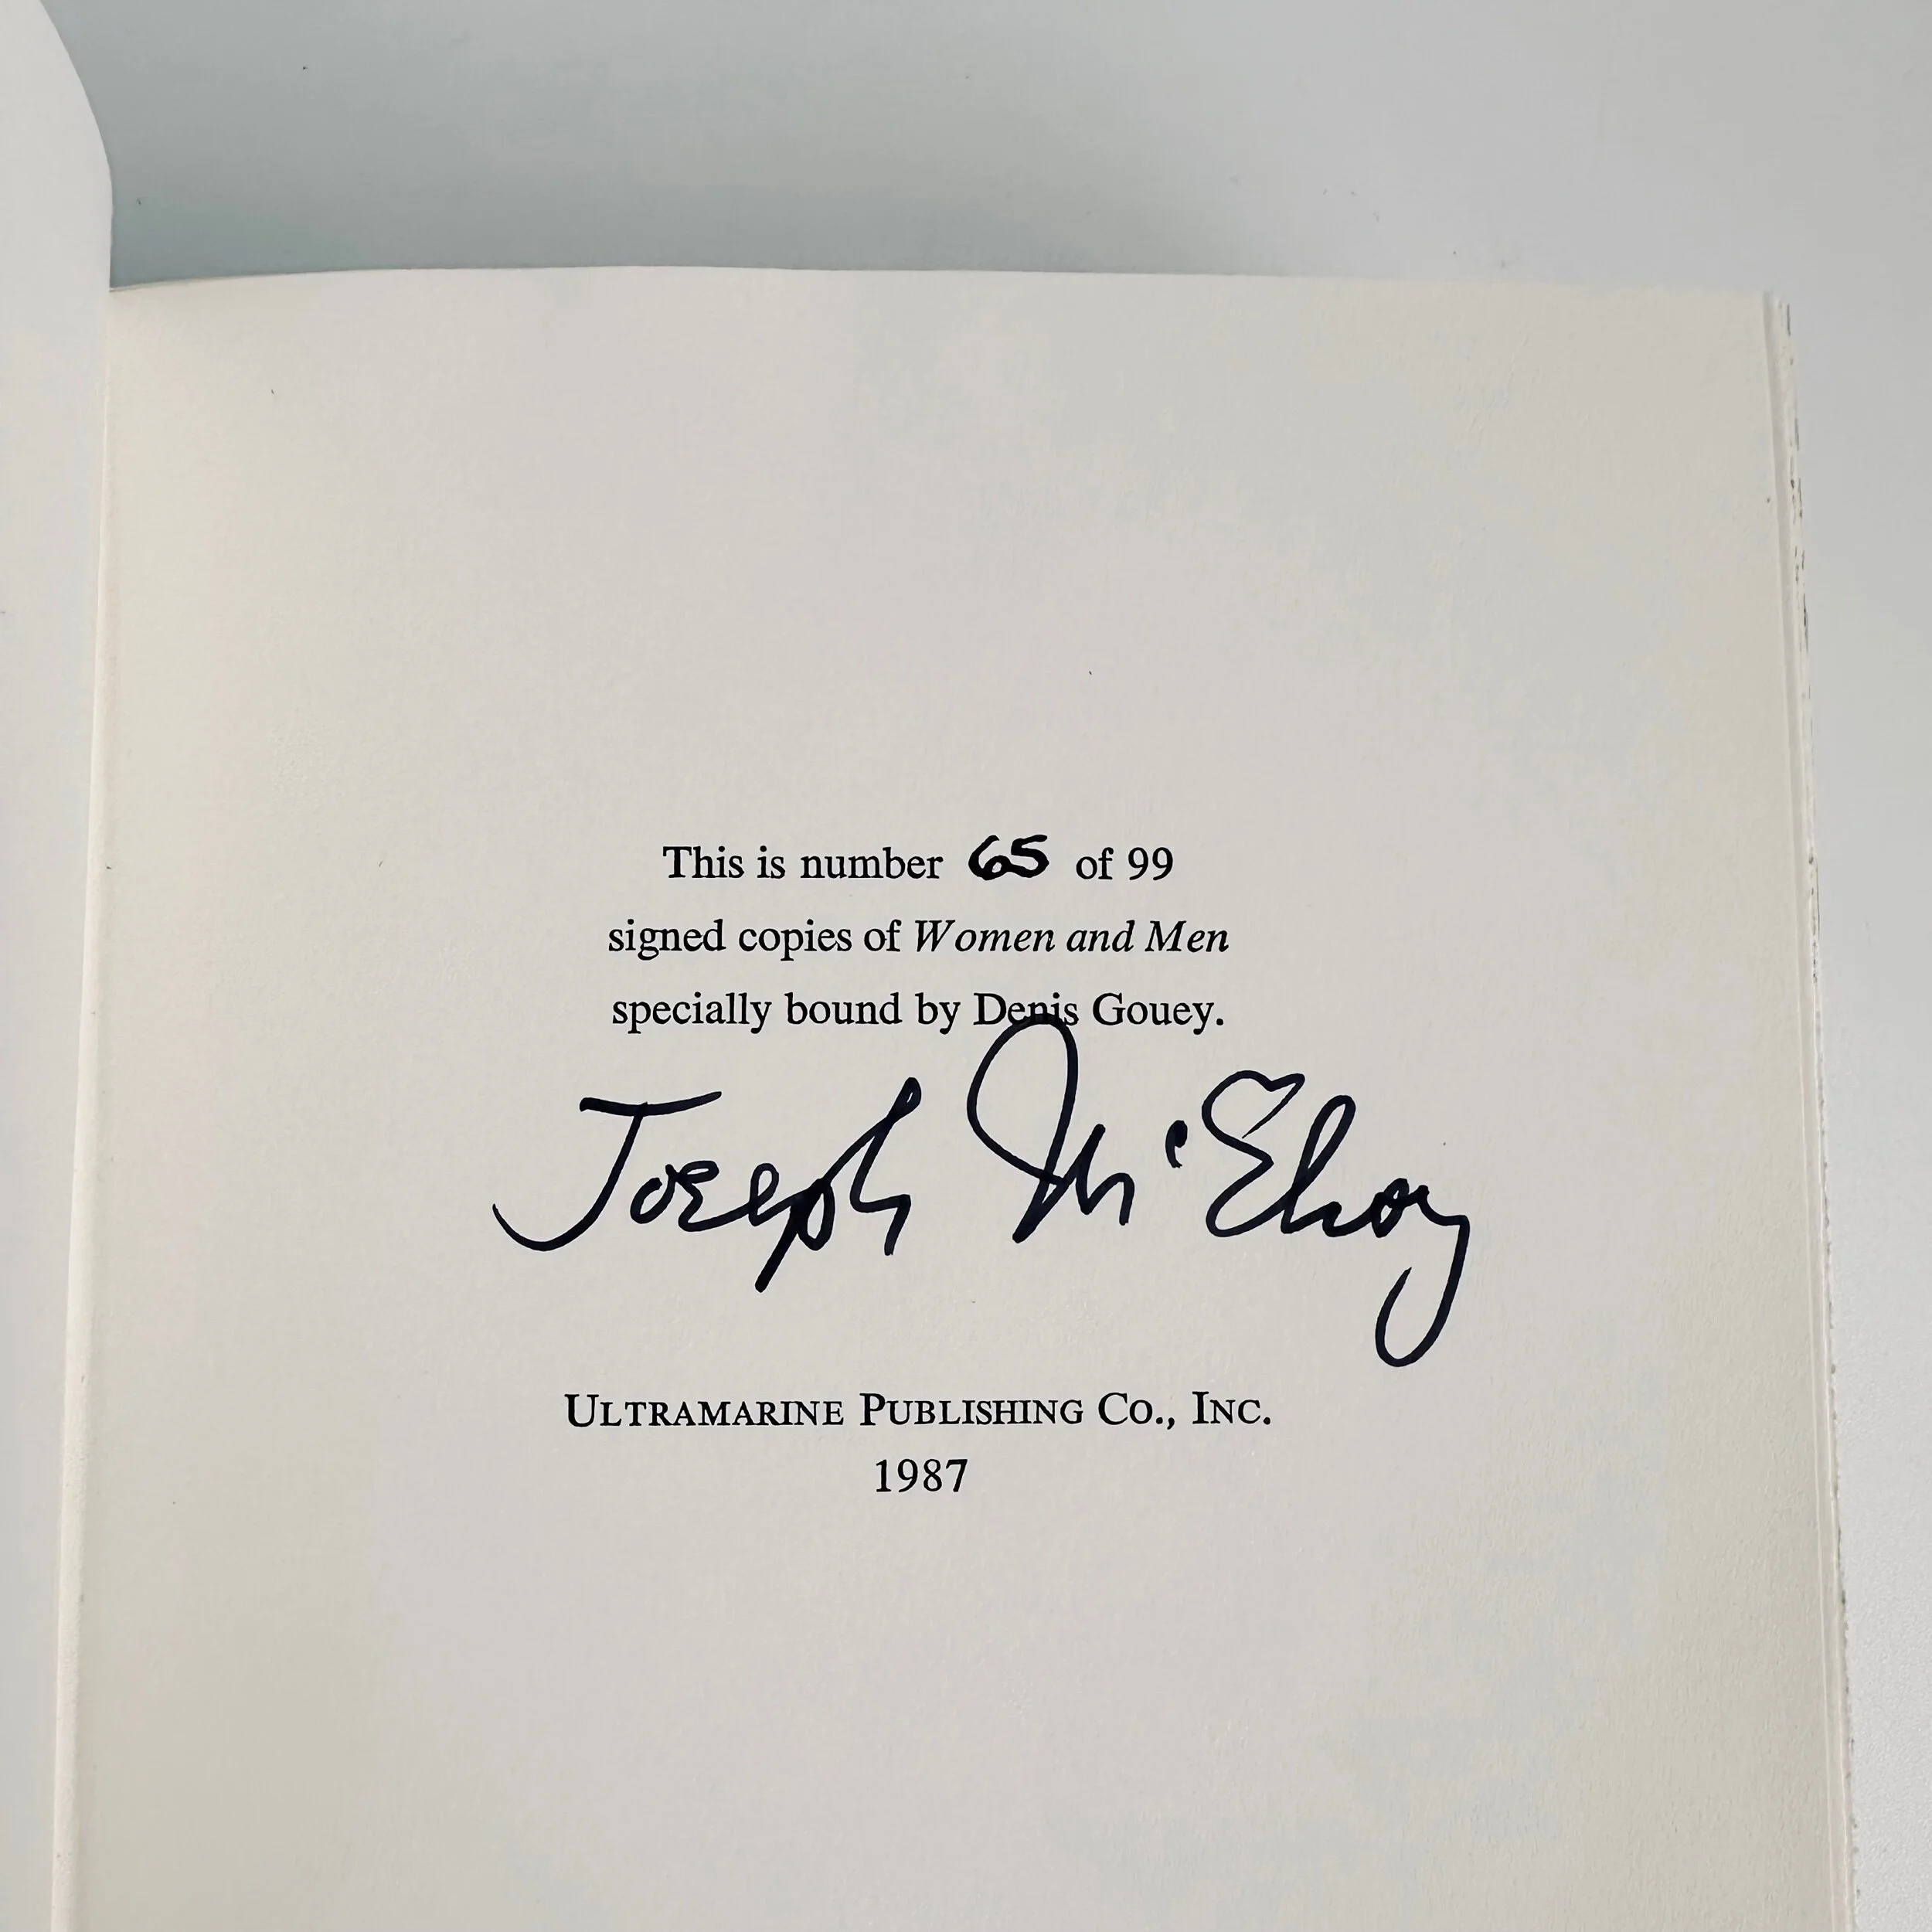 This is number 65 of 99
signed copies of Women and Men
specially bound by Denis Gouey.
Joseph McElroy
ULTRAMARINE PUBLISHING CO., INC.
1987